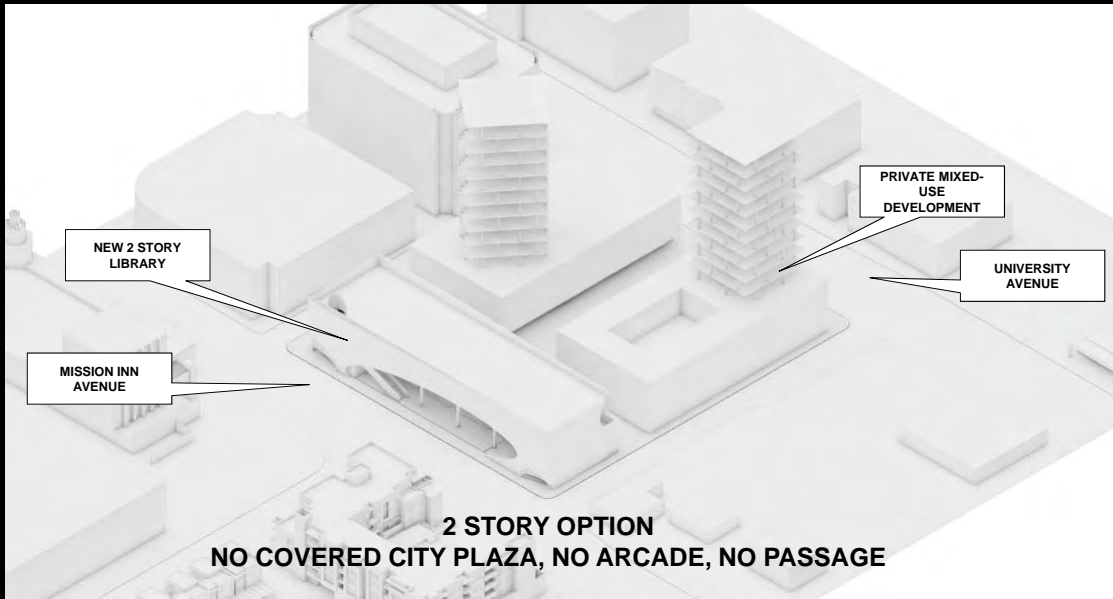 PRIVATE MIXED-
USE
DEVELOPMENT
NEW 2 STORY
LIBRARY
UNIVERSITY
AVENUE
MISSION INN
AVENUE
2 STORY OPTION
NO COVERED CITY PLAZA, NO ARCADE, NO PASSAGE